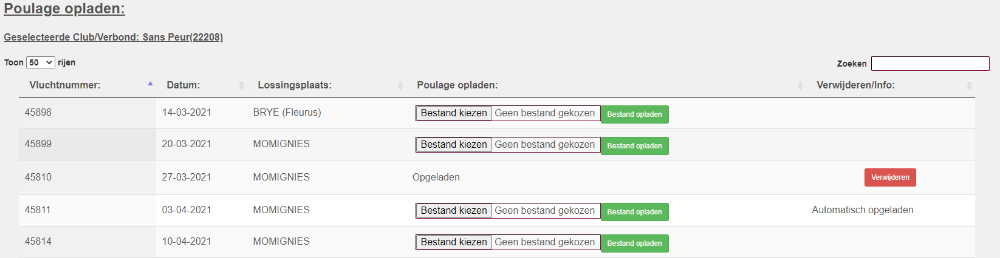 Poulage opladen:
Geselecteerde Club/Verbond: Sans Peur(22208)
Toon 50 rijen Zoeken
Vluchtnummer: Datum: Lossingsplaats: Poulage opladen: Verwijderen/Info:
45898 14-03-2021 BRYE (Fleurus) Bestand kiezen Geen bestand gekozen Bestand opladen
45899 20-03-2021 MOMIGNIES Bestand kiezen Geen bestand gekozen Bestand opladen
45810 27-03-2021 MOMIGNIES Opgeladen Verwijderen
45811 03-04-2021 MOMIGNIES Bestand kiezen Geen bestand gekozen Bestand opladen Automatisch opgeladen
45814 10-04-2021 MOMIGNIES Bestand kiezen Geen bestand gekozen Bestand opladen